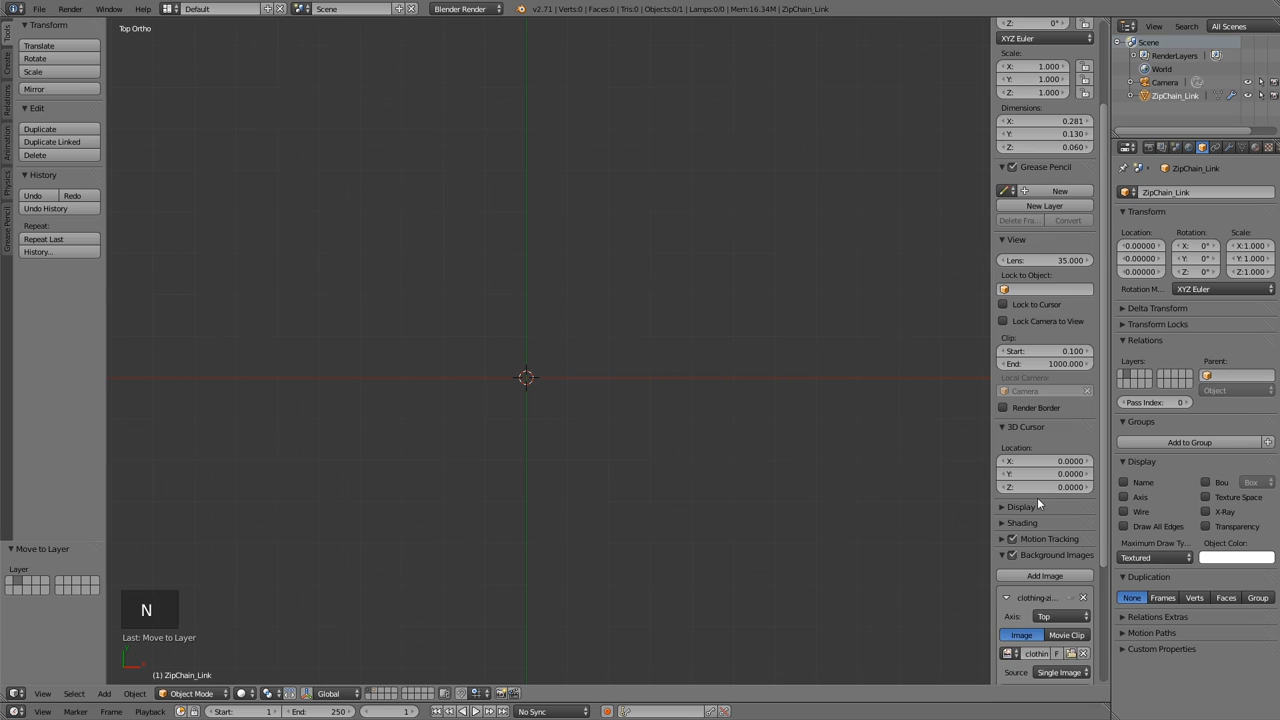 File Render Window Help Default Scene Blender Render v2.71 | Verts:0 | Faces:0 | Tris:0 | Objects:0/1 | Lamps:0/0 | Mem:16.34M | ZipChain_Link View Search All Scenes
Tools
Create
Relations
Animation
Physics
Grease Pencil
Transform
Translate
Rotate
Scale
Mirror
Edit
Duplicate
Duplicate Linked
Delete
History
Undo Redo
Undo History
Repeat:
Repeat Last
History...
Move to Layer
Layer
Top Ortho
N
Last: Move to Layer
(1) ZipChain_Link
Z: 0°
XYZ Euler
Scale:
X: 1.000
Y: 1.000
Z: 1.000
Dimensions:
X: 0.281
Y: 0.130
Z: 0.060
Grease Pencil
New
New Layer
Delete Fra... Convert
View
Lens: 35.000
Lock to Object:
Lock to Cursor
Lock Camera to View
Clip:
Start: 0.100
End: 1000.000
Local Camera:
Camera
Render Border
3D Cursor
Location:
X: 0.0000
Y: 0.0000
Z: 0.0000
Display
Shading
Motion Tracking
Background Images
Add Image
clothing-zi...
Axis: Top
Image Movie Clip
clothin F
Source Single Image
Scene
RenderLayers
World
Camera
ZipChain_Link
ZipChain_Link
ZipChain_Link
Transform
Location: Rotation: Scale:
0.00000 X: 0° X:1.000
0.00000 Y: 0° Y:1.000
0.00000 Z: 0° Z:1.000
Rotation M... XYZ Euler
Delta Transform
Transform Locks
Relations
Layers: Parent:
Object
Pass Index: 0
Groups
Add to Group
Display
Name Bou Box
Axis Texture Space
Wire X-Ray
Draw All Edges Transparency
Maximum Draw Ty... Object Color:
Textured
Duplication
None Frames Verts Faces Group
Relations Extras
Motion Paths
Custom Properties
View Select Add Object Object Mode Global
View Marker Frame Playback Start: 1 End: 250 1 No Sync